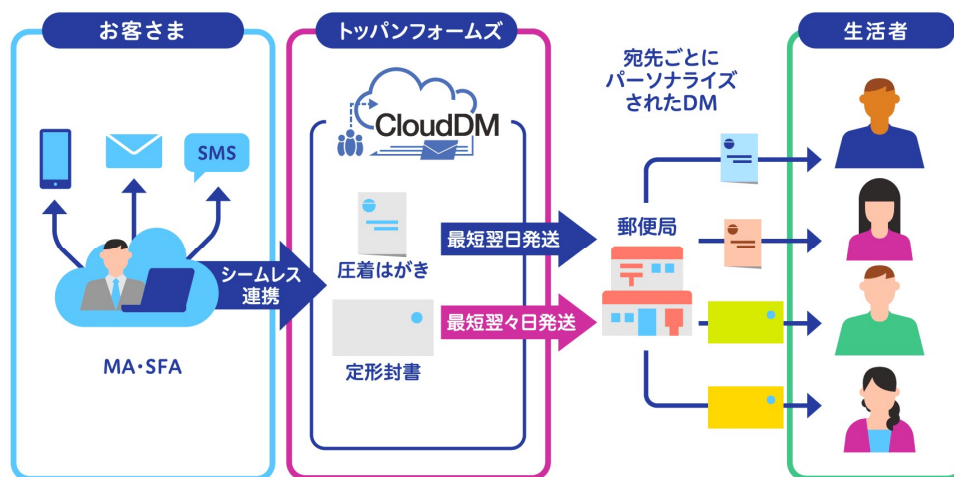 お客さま
SMS
MA・SFA
シームレス
連携
トッパンフォームズ
CloudDM
圧着はがき
定形封書
最短翌日発送
最短翌々日発送
宛先ごとに
パーソナライズ
されたDM
郵便局
生活者